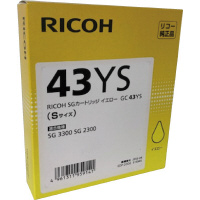 RICOH
リコー
純正品
43YS
RICOH SGカートリッジ イエロー GC 43YS
(Sサイズ)
SG 3300 SG 2300